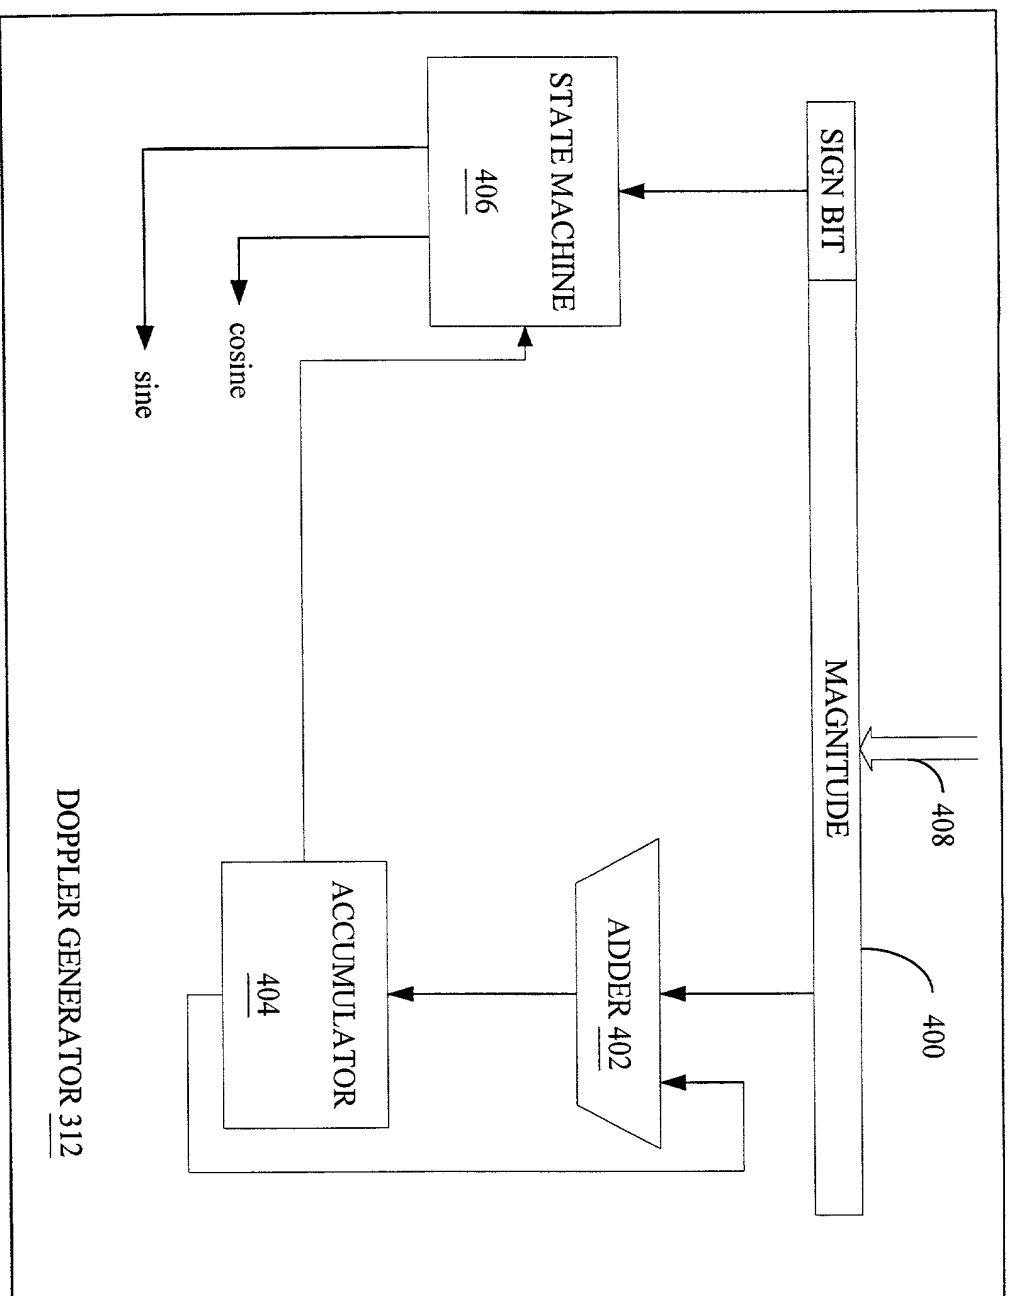 408
400
SIGN BIT
MAGNITUDE
STATE MACHINE
406
ADDER 402
ACCUMULATOR
404
cosine
sine
DOPPLER GENERATOR 312